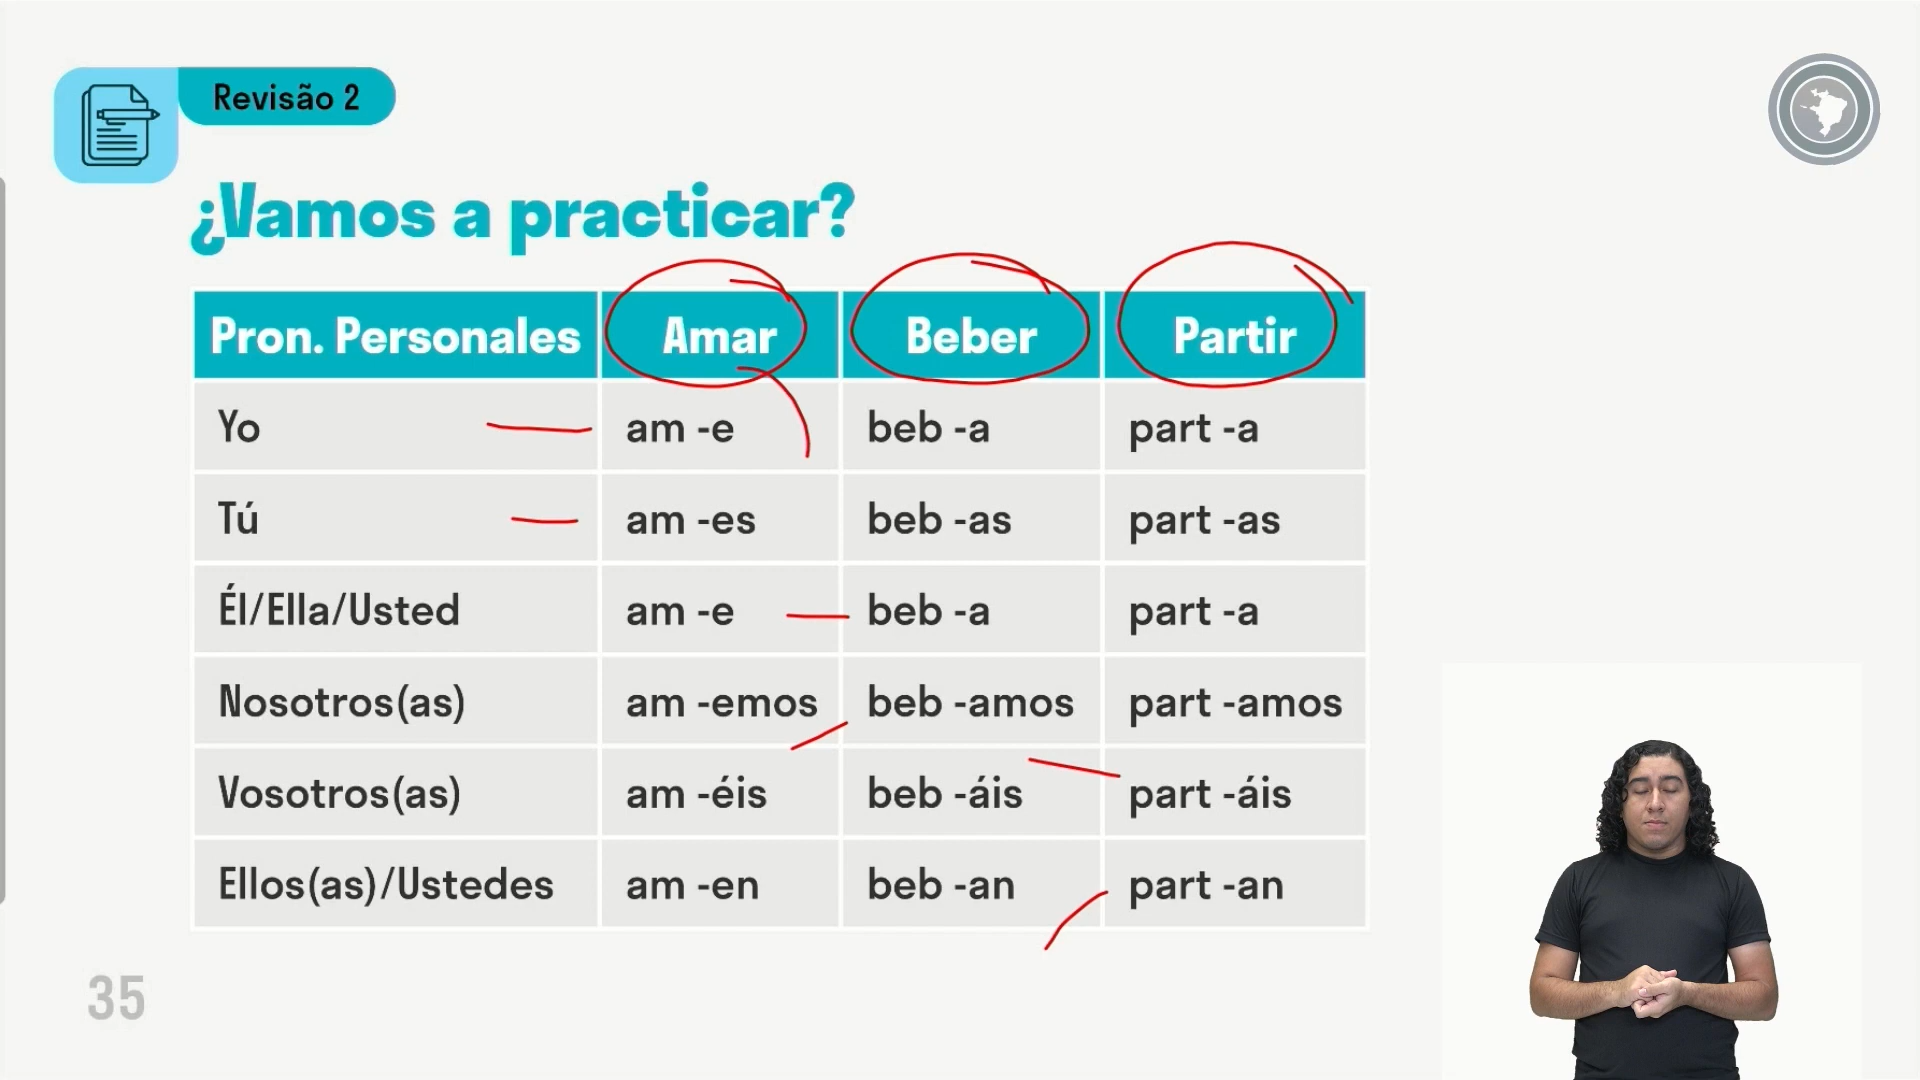 Revisão 2
¿Vamos a practicar?
Pron. Personales Amar Beber Partir
Yo am -e beb -a part -a
Tú am -es beb -as part -as
Él/Ella/Usted am -e beb -a part -a
Nosotros(as) am -emos beb -amos part -amos
Vosotros(as) am -éis beb -áis part -áis
Ellos(as)/Ustedes am -en beb -an part -an
35